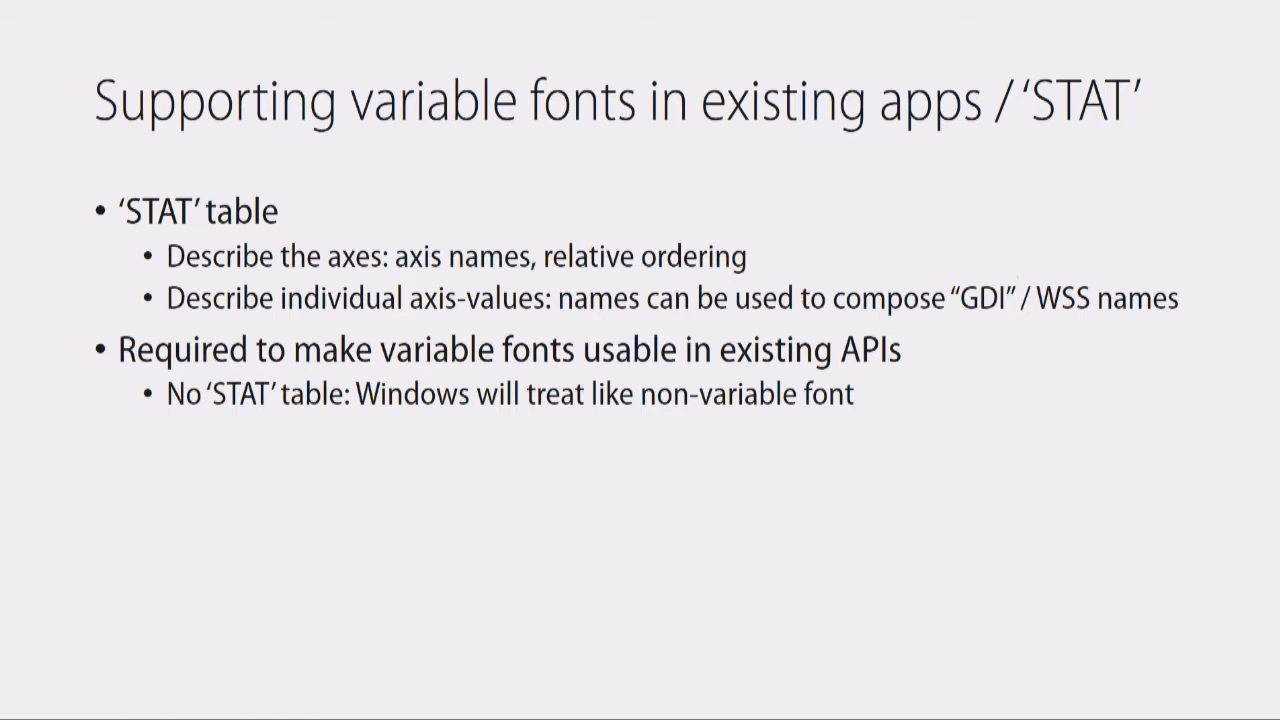 Supporting variable fonts in existing apps / ‘STAT’
• ‘STAT’ table
• Describe the axes: axis names, relative ordering
• Describe individual axis-values: names can be used to compose “GDI” / WSS names
• Required to make variable fonts usable in existing APIs
• No ‘STAT’ table: Windows will treat like non-variable font